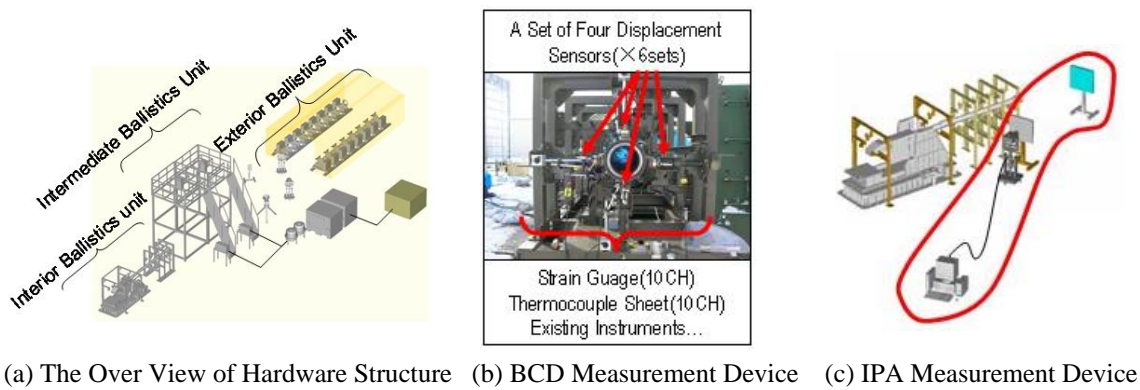 Interior Ballistics unit
Intermediate Ballistics Unit
Exterior Ballistics Unit
A Set of Four Displacement
Sensors(×6sets)
Strain Guage(10CH)
Thermocouple Sheet(10CH)
Existing Instruments...
(a) The Over View of Hardware Structure (b) BCD Measurement Device (c) IPA Measurement Device